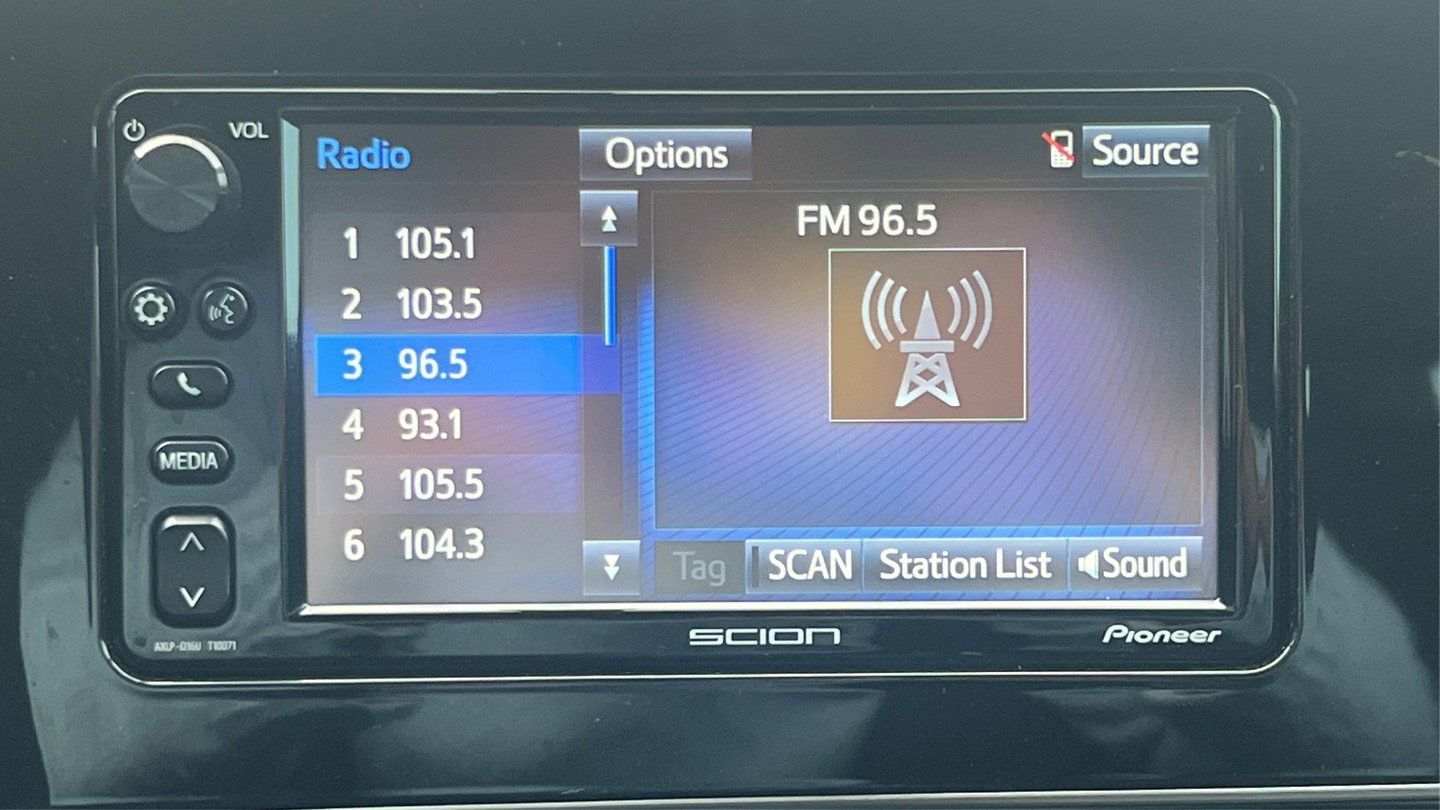 VOL
Radio
Options
Source
FM 96.5
1 105.1
2 103.5
3 96.5
4 93.1
5 105.5
6 104.3
MEDIA
Tag
SCAN
Station List
Sound
SCION
Pioneer
T10071